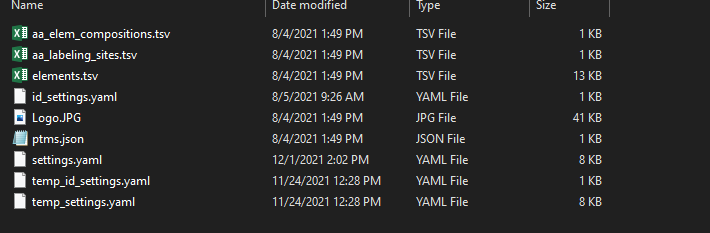 Name Date modified Type Size
aa_elem_compositions.tsv 8/4/2021 1:49 PM TSV File 1 KB
aa_labeling_sites.tsv 8/4/2021 1:49 PM TSV File 1 KB
elements.tsv 8/4/2021 1:49 PM TSV File 13 KB
id_settings.yaml 8/5/2021 9:26 AM YAML File 1 KB
Logo.JPG 8/4/2021 1:49 PM JPG File 41 KB
ptms.json 8/4/2021 1:49 PM JSON File 1 KB
settings.yaml 12/1/2021 2:02 PM YAML File 8 KB
temp_id_settings.yaml 11/24/2021 12:28 PM YAML File 1 KB
temp_settings.yaml 11/24/2021 12:28 PM YAML File 8 KB